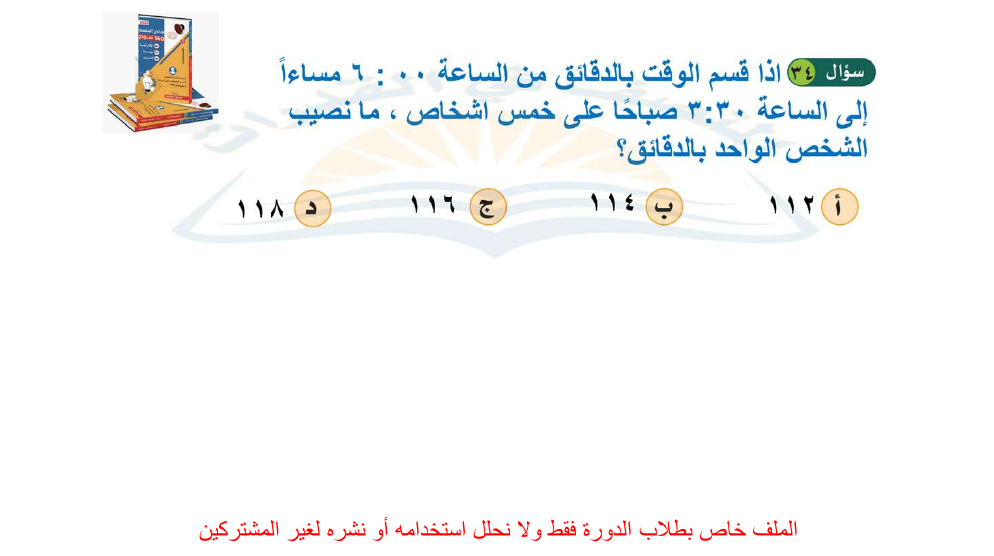 سؤال ٣٤ اذا قسم الوقت بالدقائق من الساعة ٠٠ : ٦ مساءاً
إلى الساعة ٣:٣٠ صباحًا على خمس اشخاص ، ما نصيب
الشخص الواحد بالدقائق؟
أ ١١٢ ب ١١٤ ج ١١٦ د ١١٨
الملف خاص بطلاب الدورة فقط ولا نحلل استخدامه أو نشره لغير المشتركين